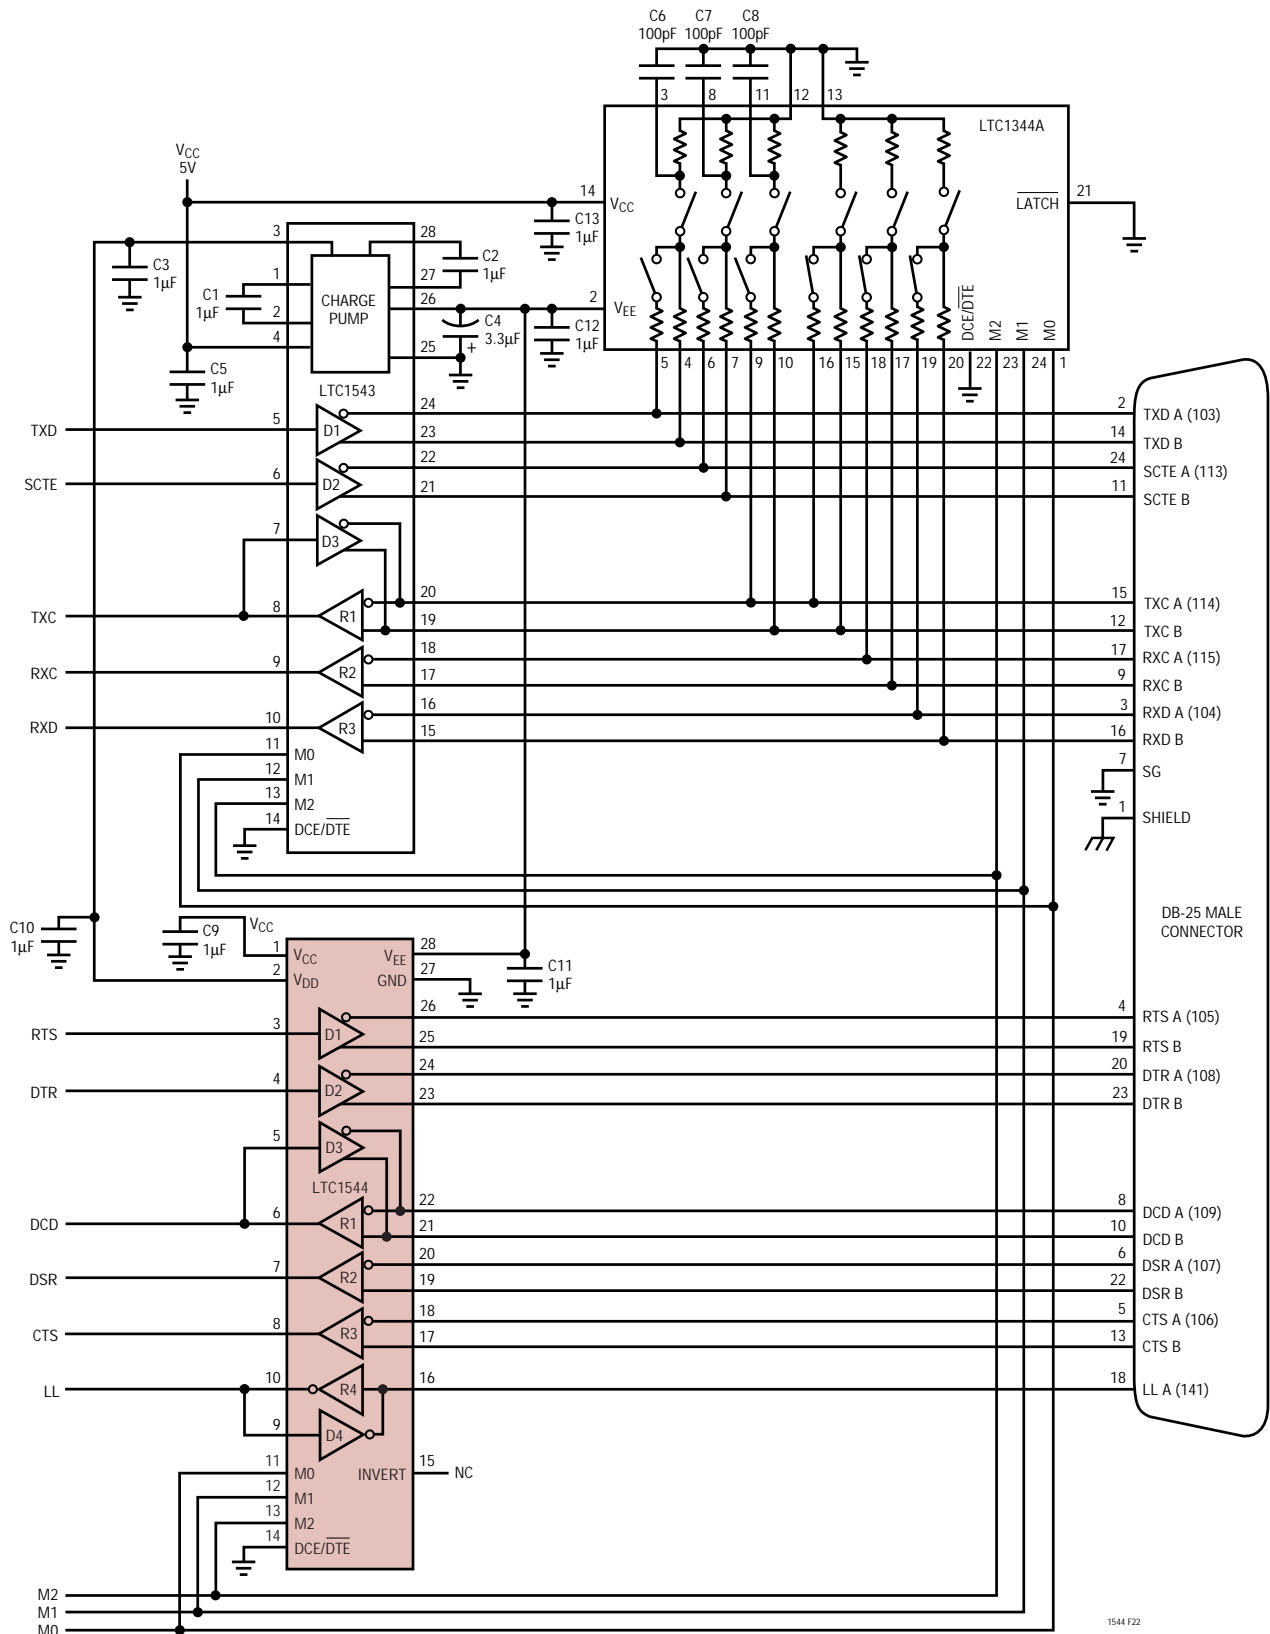 C6 C7 C8
100pF 100pF 100pF
3 8 11 12 13
LTC1344A
VCC
5V
14
VCC
LATCH
21
C13
1µF
3
28
C3
1µF
C2
1µF
1
27
C1
1µF
CHARGE
PUMP
26
2
VEE
2
C4
3.3µF
+
C12
1µF
4
25
C5
1µF
LTC1543
DCE/DTE
M2
M1
M0
5 4 6 7 9 10 16 15 18 17 19 20 22 23 24 1
TXD
5
D1
24
2
TXD A (103)
23
14
TXD B
SCTE
6
D2
22
24
SCTE A (113)
21
11
SCTE B
7
D3
TXC
8
R1
20
15
TXC A (114)
19
12
TXC B
RXC
9
R2
18
17
RXC A (115)
17
9
RXC B
RXD
10
R3
16
3
RXD A (104)
15
16
RXD B
11
M0
7
SG
12
M1
13
M2
1
SHIELD
14
DCE/DTE
DB-25 MALE
CONNECTOR
C10
1µF
C9
1µF
VCC
1
VCC
VEE
28
2
VDD
GND
27
C11
1µF
RTS
3
D1
26
4
RTS A (105)
25
19
RTS B
DTR
4
D2
24
20
DTR A (108)
23
23
DTR B
5
D3
LTC1544
DCD
6
R1
22
8
DCD A (109)
21
10
DCD B
DSR
7
R2
20
6
DSR A (107)
19
22
DSR B
CTS
8
R3
18
5
CTS A (106)
17
13
CTS B
LL
10
R4
16
18
LL A (141)
9
D4
11
M0
INVERT
15
NC
12
M1
13
M2
14
DCE/DTE
M2
M1
M0
1544 F22